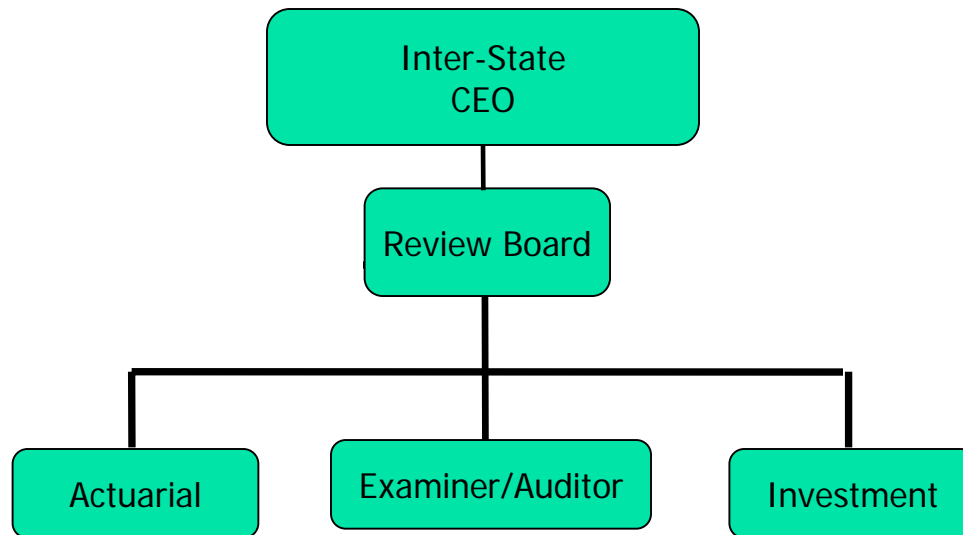 Inter-State
CEO
Review Board
Actuarial
Examiner/Auditor
Investment